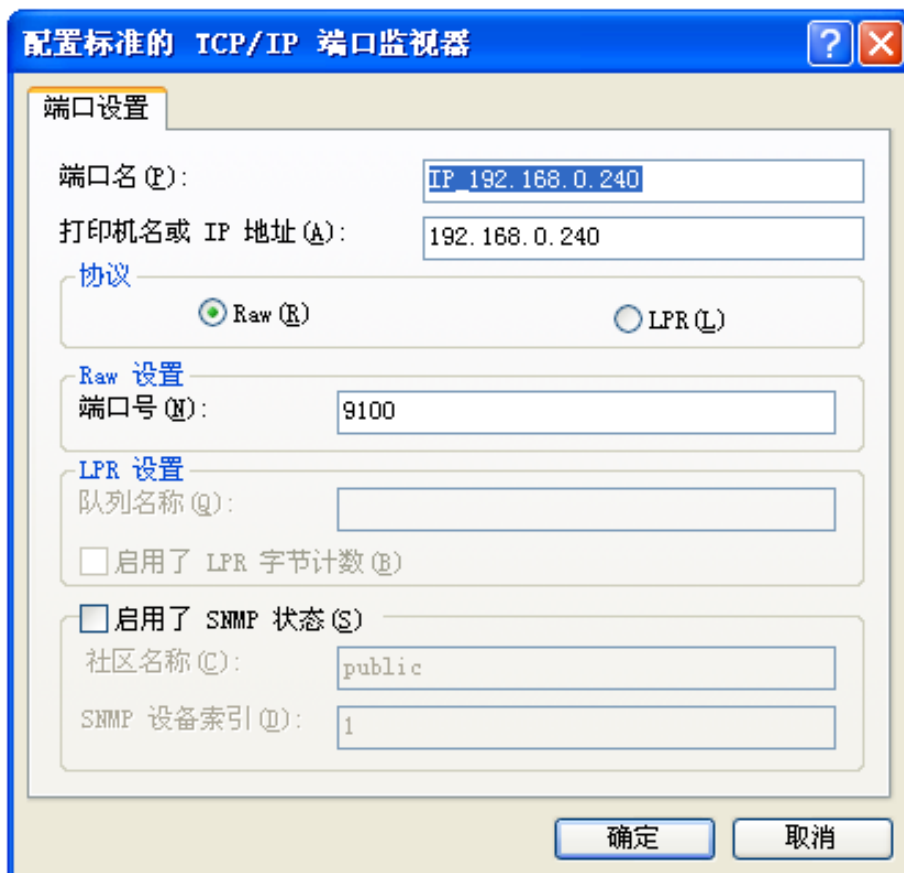 配置标准的 TCP/IP 端口监视器
端口设置
端口名(P): IP_192.168.0.240
打印机名或 IP 地址(A): 192.168.0.240
协议
Raw(R) LPR(L)
Raw 设置
端口号(N): 9100
LPR 设置
队列名称(Q):
启用了 LPR 字节计数(B)
启用了 SNMP 状态(S)
社区名称(C): public
SNMP 设备索引(D): 1
确定 取消